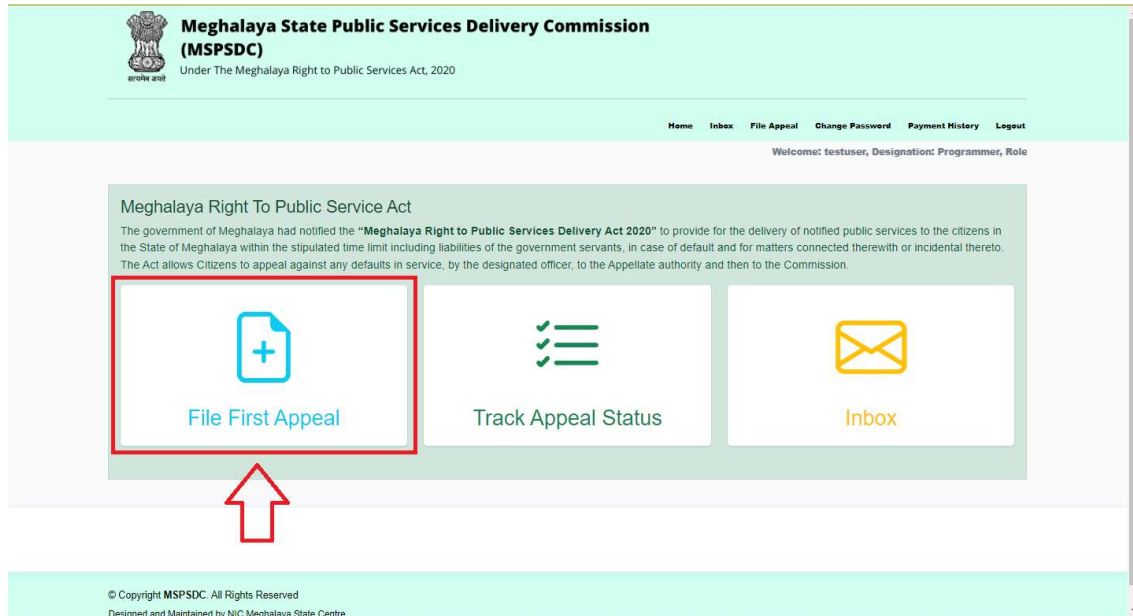 Meghalaya State Public Services Delivery Commission
(MSPSDC)
Under The Meghalaya Right to Public Services Act, 2020
सत्यमेव जयते
Home Inbox File Appeal Change Password Payment History Logout
Welcome: testuser, Designation: Programmer, Role
Meghalaya Right To Public Service Act
The government of Meghalaya had notified the “Meghalaya Right to Public Services Delivery Act 2020” to provide for the delivery of notified public services to the citizens in
the State of Meghalaya within the stipulated time limit including liabilities of the government servants, in case of default and for matters connected therewith or incidental thereto.
The Act allows Citizens to appeal against any defaults in service, by the designated officer, to the Appellate authority and then to the Commission.
File First Appeal
Track Appeal Status
Inbox
© Copyright MSPSDC. All Rights Reserved
Designed and Maintained by NIC Meghalaya State Centre